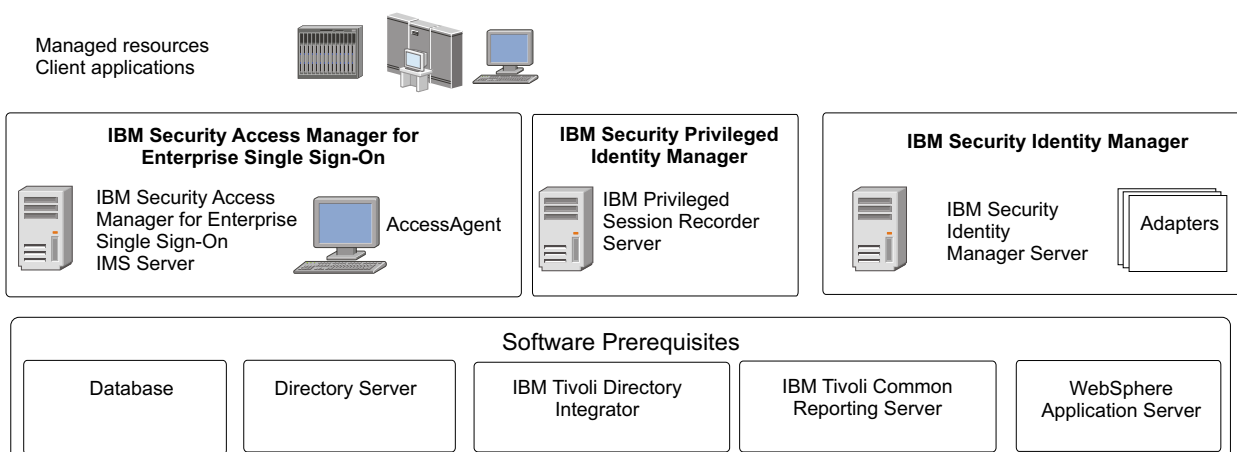 Managed resources
Client applications
IBM Security Access Manager for
Enterprise Single Sign-On
IBM Security Access
Manager for Enterprise
Single Sign-On
IMS Server
AccessAgent
IBM Security Privileged
Identity Manager
IBM Privileged
Session Recorder
Server
IBM Security Identity Manager
IBM Security
Identity
Manager Server
Adapters
Software Prerequisites
Database
Directory Server
IBM Tivoli Directory
Integrator
IBM Tivoli Common
Reporting Server
WebSphere
Application Server